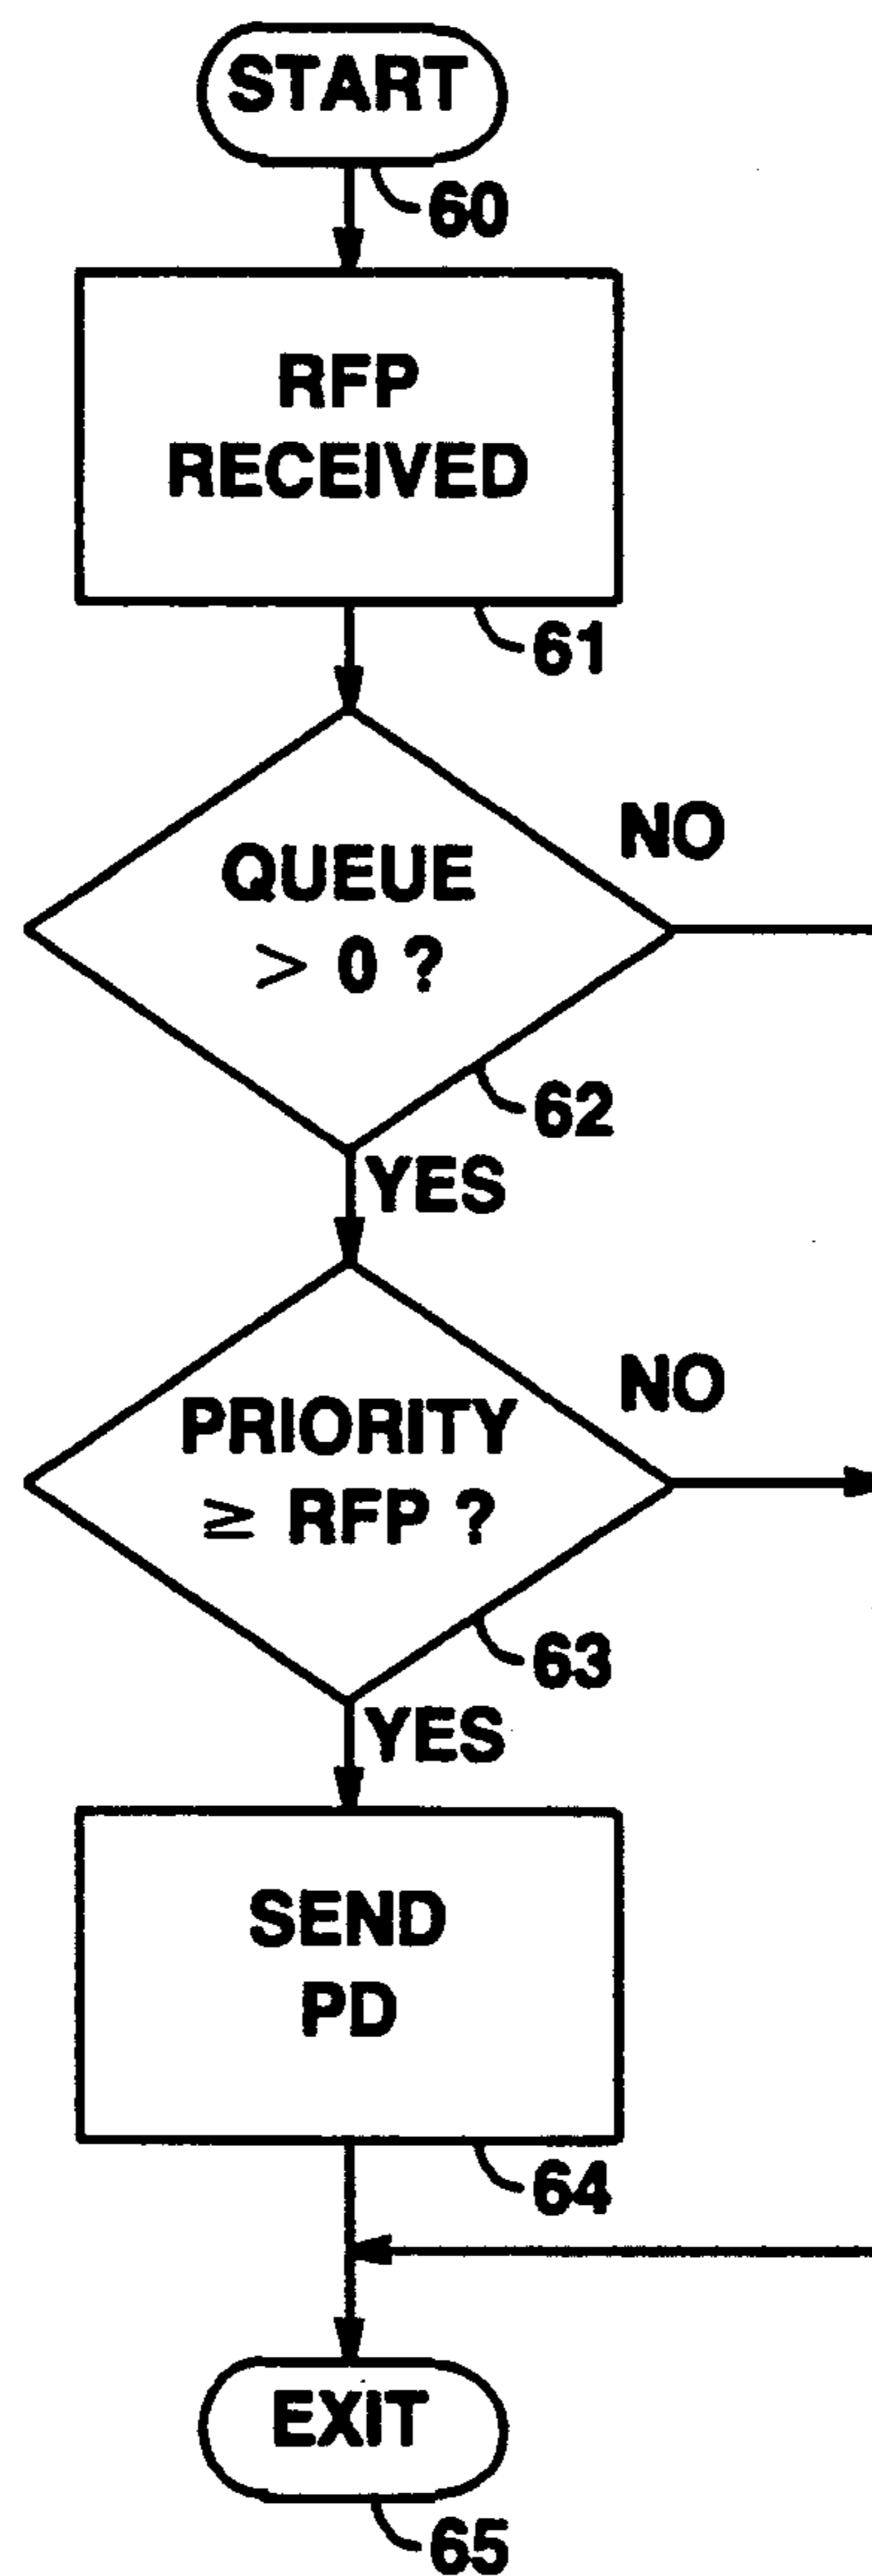 START
60
RFP
RECEIVED
61
QUEUE
> 0 ?
NO
62
YES
PRIORITY
≥ RFP ?
NO
63
YES
SEND
PD
64
EXIT
65